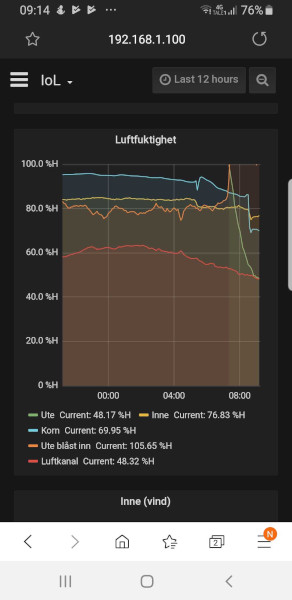 09:14
4G
76%
192.168.1.100
IoL
Last 12 hours
Luftfuktighet
100.0 %H
80.0 %H
60.0 %H
40.0 %H
20.0 %H
0 %H
00:00 04:00 08:00
Ute Current: 48.17 %H Inne Current: 76.83 %H
Korn Current: 69.95 %H
Ute blåst inn Current: 105.65 %H
Luftkanal Current: 48.32 %H
Inne (vind)
2
N